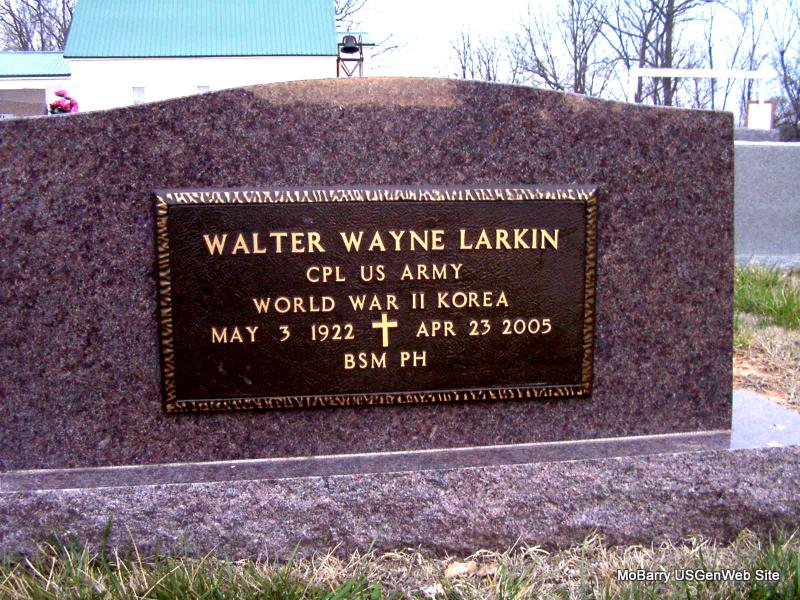 WALTER WAYNE LARKIN
CPL US ARMY
WORLD WAR II KOREA
MAY 3 1922 APR 23 2005
BSM PH
MoBarry USGenWeb Site